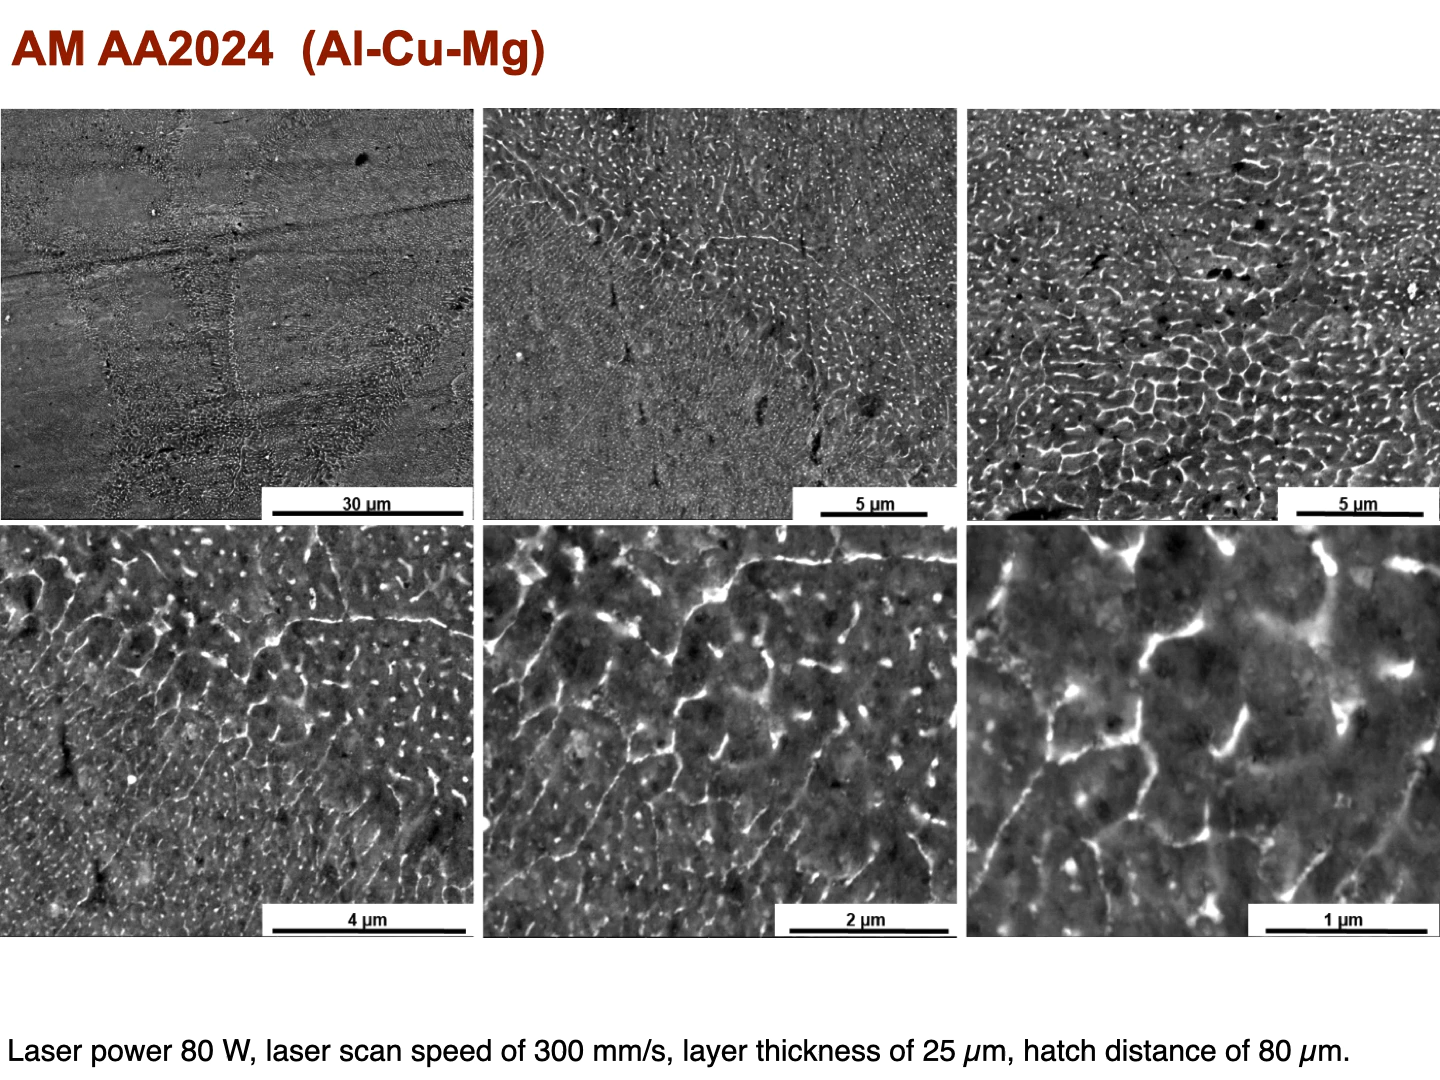 AM AA2024 (Al-Cu-Mg)
30 µm
5 µm
5 µm
4 µm
2 µm
1 µm
Laser power 80 W, laser scan speed of 300 mm/s, layer thickness of 25 µm, hatch distance of 80 µm.